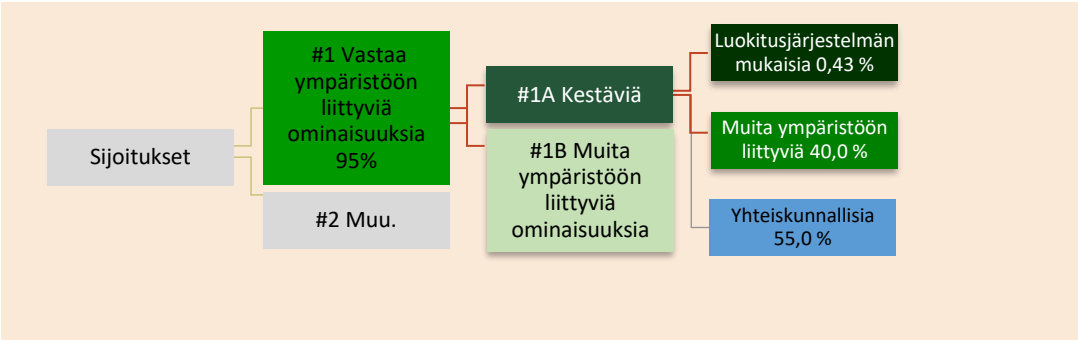 Sijoitukset
#1 Vastaa
ympäristöön
liittyviä
ominaisuuksia
95%
#2 Muu.
#1A Kestäviä
#1B Muita
ympäristöön
liittyviä
ominaisuuksia
Luokitusjärjestelmän
mukaisia 0,43 %
Muita ympäristöön
liittyviä 40,0 %
Yhteiskunnallisia
55,0 %